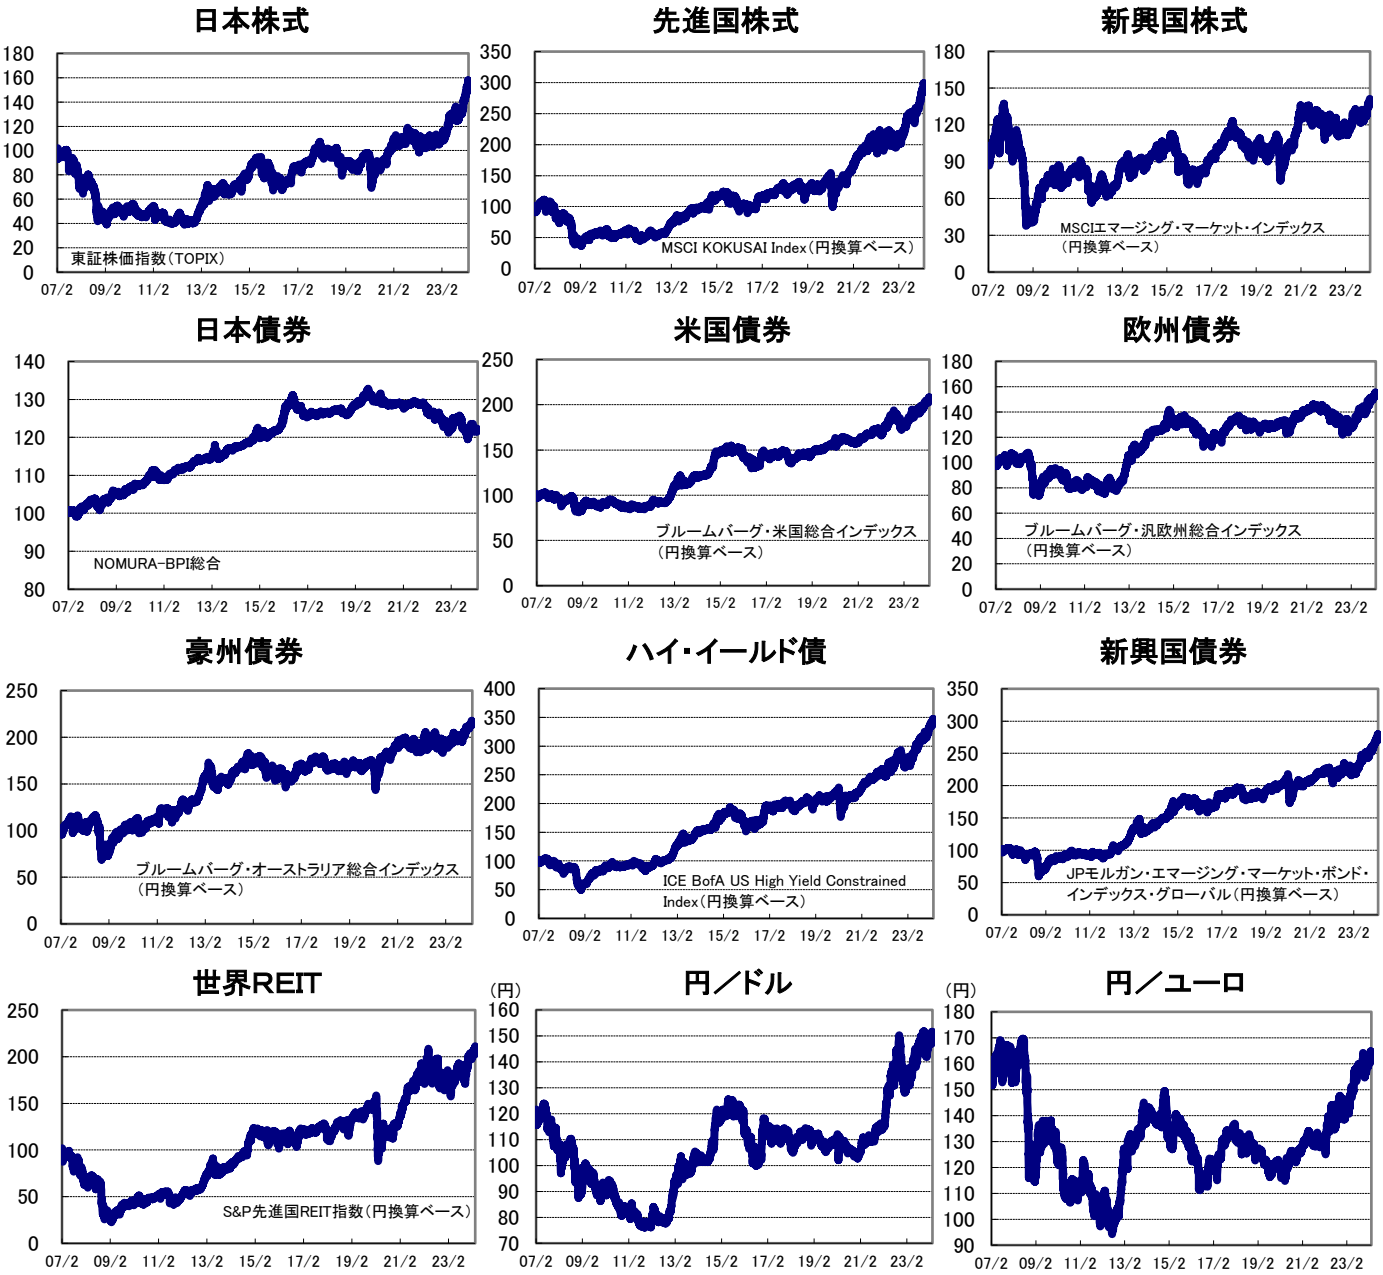 日本株式
180
160
140
120
100
80
60
40
20
0
東証株価指数(TOPIX)
07/2 09/2 11/2 13/2 15/2 17/2 19/2 21/2 23/2
先進国株式
350
300
250
200
150
100
50
0
MSCI KOKUSAI Index(円換算ベース)
07/2 09/2 11/2 13/2 15/2 17/2 19/2 21/2 23/2
新興国株式
180
150
120
90
60
30
0
MSCIエマージング・マーケット・インデックス
(円換算ベース)
07/2 09/2 11/2 13/2 15/2 17/2 19/2 21/2 23/2
日本債券
140
130
120
110
100
90
80
NOMURA-BPI総合
07/2 09/2 11/2 13/2 15/2 17/2 19/2 21/2 23/2
米国債券
250
200
150
100
50
0
ブルームバーグ・米国総合インデックス
(円換算ベース)
07/2 09/2 11/2 13/2 15/2 17/2 19/2 21/2 23/2
欧州債券
180
160
140
120
100
80
60
40
20
0
ブルームバーグ・汎欧州総合インデックス
(円換算ベース)
07/2 09/2 11/2 13/2 15/2 17/2 19/2 21/2 23/2
豪州債券
250
200
150
100
50
0
ブルームバーグ・オーストラリア総合インデックス
(円換算ベース)
07/2 09/2 11/2 13/2 15/2 17/2 19/2 21/2 23/2
ハイ・イールド債
400
350
300
250
200
150
100
50
0
ICE BofA US High Yield Constrained
Index(円換算ベース)
07/2 09/2 11/2 13/2 15/2 17/2 19/2 21/2 23/2
新興国債券
350
300
250
200
150
100
50
0
JPモルガン・エマージング・マーケット・ボンド・
インデックス・グローバル(円換算ベース)
07/2 09/2 11/2 13/2 15/2 17/2 19/2 21/2 23/2
世界REIT
250
200
150
100
50
0
S&P先進国REIT指数(円換算ベース)
07/2 09/2 11/2 13/2 15/2 17/2 19/2 21/2 23/2
円/ドル
(円)
160
150
140
130
120
110
100
90
80
70
07/2 09/2 11/2 13/2 15/2 17/2 19/2 21/2 23/2
円/ユーロ
(円)
180
170
160
150
140
130
120
110
100
90
07/2 09/2 11/2 13/2 15/2 17/2 19/2 21/2 23/2